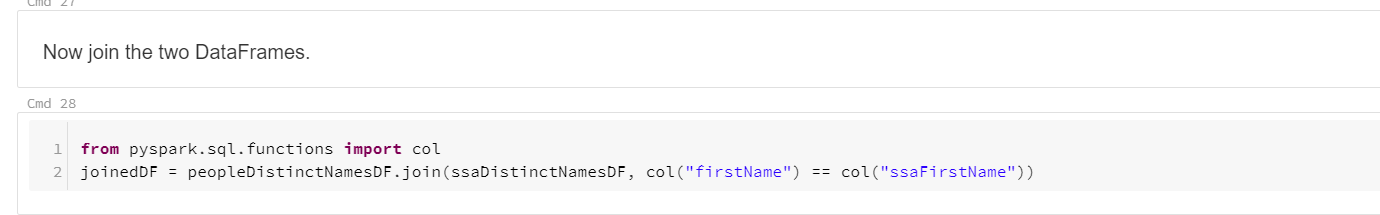 Cmd 27
Now join the two DataFrames.
Cmd 28
1 from pyspark.sql.functions import col
2 joinedDF = peopleDistinctNamesDF.join(ssaDistinctNamesDF, col("firstName") == col("ssaFirstName"))